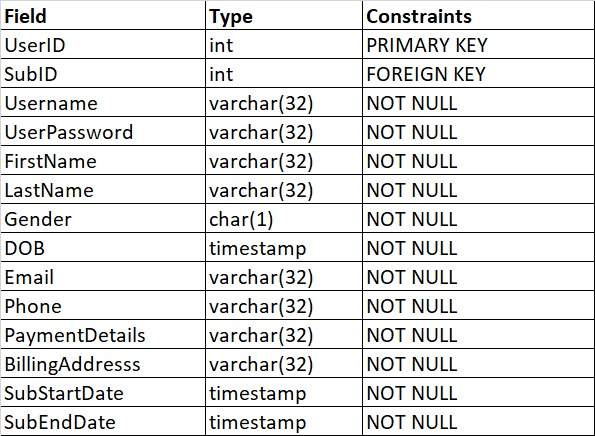 Field Type Constraints
UserID int PRIMARY KEY
SubID int FOREIGN KEY
Username varchar(32) NOT NULL
UserPassword varchar(32) NOT NULL
FirstName varchar(32) NOT NULL
LastName varchar(32) NOT NULL
Gender char(1) NOT NULL
DOB timestamp NOT NULL
Email varchar(32) NOT NULL
Phone varchar(32) NOT NULL
PaymentDetails varchar(32) NOT NULL
BillingAddresss varchar(32) NOT NULL
SubStartDate timestamp NOT NULL
SubEndDate timestamp NOT NULL